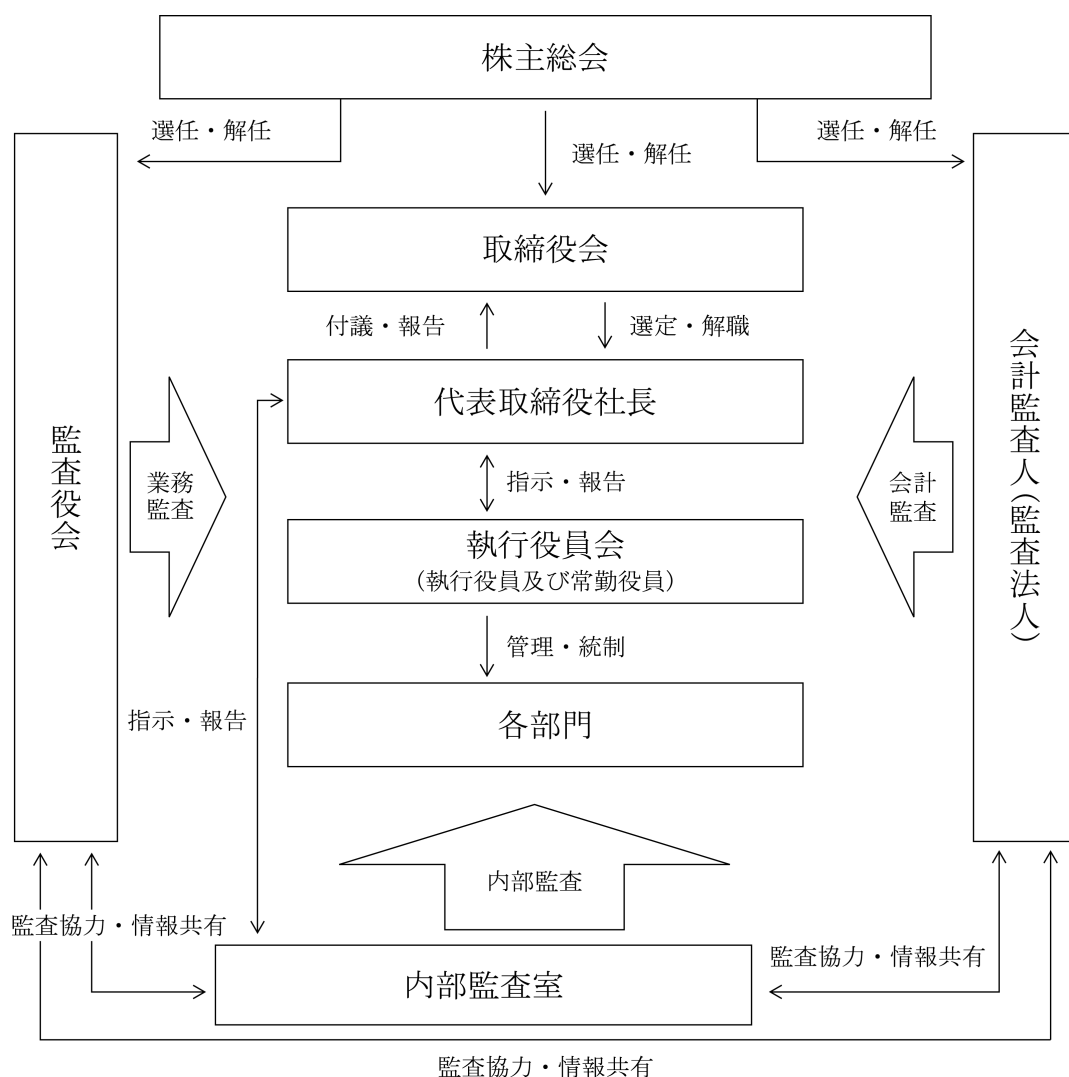 株主総会
選任・解任
選任・解任
選任・解任
取締役会
付議・報告
選定・解職
代表取締役社長
監査役会
業務
監査
会計
監査
会計監査人(監査法人)
指示・報告
執行役員会
(執行役員及び常勤役員)
管理・統制
指示・報告
各部門
内部監査
監査協力・情報共有
監査協力・情報共有
内部監査室
監査協力・情報共有